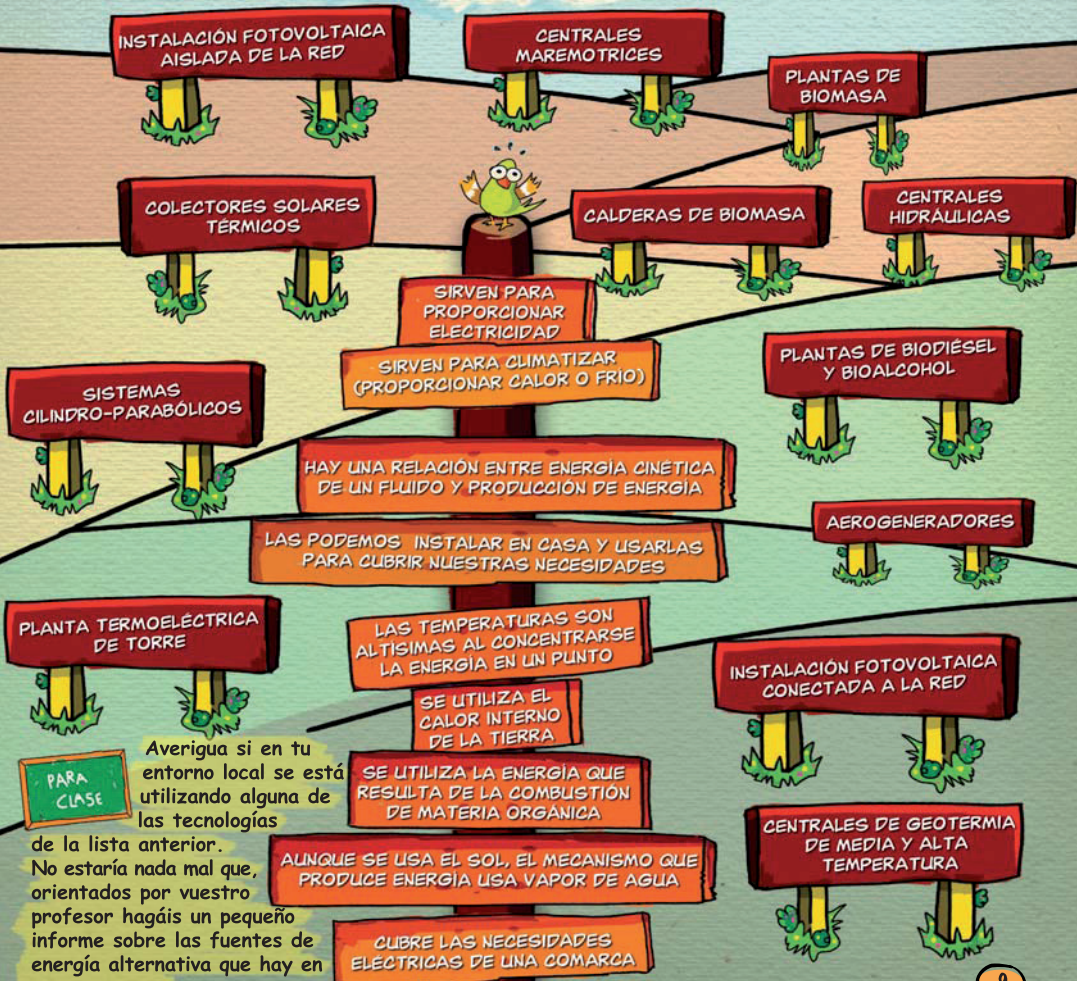 INSTALACIÓN FOTOVOLTAICA
AISLADA DE LA RED
CENTRALES
MAREMOTRICES
PLANTAS DE
BIOMASA
COLECTORES SOLARES
TÉRMICOS
CALDERAS DE BIOMASA
CENTRALES
HIDRÁULICAS
SIRVEN PARA
PROPORCIONAR
ELECTRICIDAD
SIRVEN PARA CLIMATIZAR
(PROPORCIONAR CALOR O FRÍO)
PLANTAS DE BIODIÉSEL
Y BIOALCOHOL
SISTEMAS
CILINDRO-PARABÓLICOS
HAY UNA RELACIÓN ENTRE ENERGÍA CINÉTICA
DE UN FLUIDO Y PRODUCCIÓN DE ENERGÍA
AEROGENERADORES
LAS PODEMOS INSTALAR EN CASA Y USARLAS
PARA CUBRIR NUESTRAS NECESIDADES
PLANTA TERMOELÉCTRICA
DE TORRE
LAS TEMPERATURAS SON
ALTÍSIMAS AL CONCENTRARSE
LA ENERGÍA EN UN PUNTO
INSTALACIÓN FOTOVOLTAICA
CONECTADA A LA RED
SE UTILIZA EL
CALOR INTERNO
DE LA TIERRA
PARA
CLASE
Averigua si en tu
entorno local se está
utilizando alguna de
las tecnologías
de la lista anterior.
No estaría nada mal que,
orientados por vuestro
profesor hagáis un pequeño
informe sobre las fuentes de
energía alternativa que hay en
SE UTILIZA LA ENERGÍA QUE
RESULTA DE LA COMBUSTIÓN
DE MATERIA ORGÁNICA
CENTRALES DE GEOTERMIA
DE MEDIA Y ALTA
TEMPERATURA
AUNQUE SE USA EL SOL, EL MECANISMO QUE
PRODUCE ENERGÍA USA VAPOR DE AGUA
CUBRE LAS NECESIDADES
ELÉCTRICAS DE UNA COMARCA